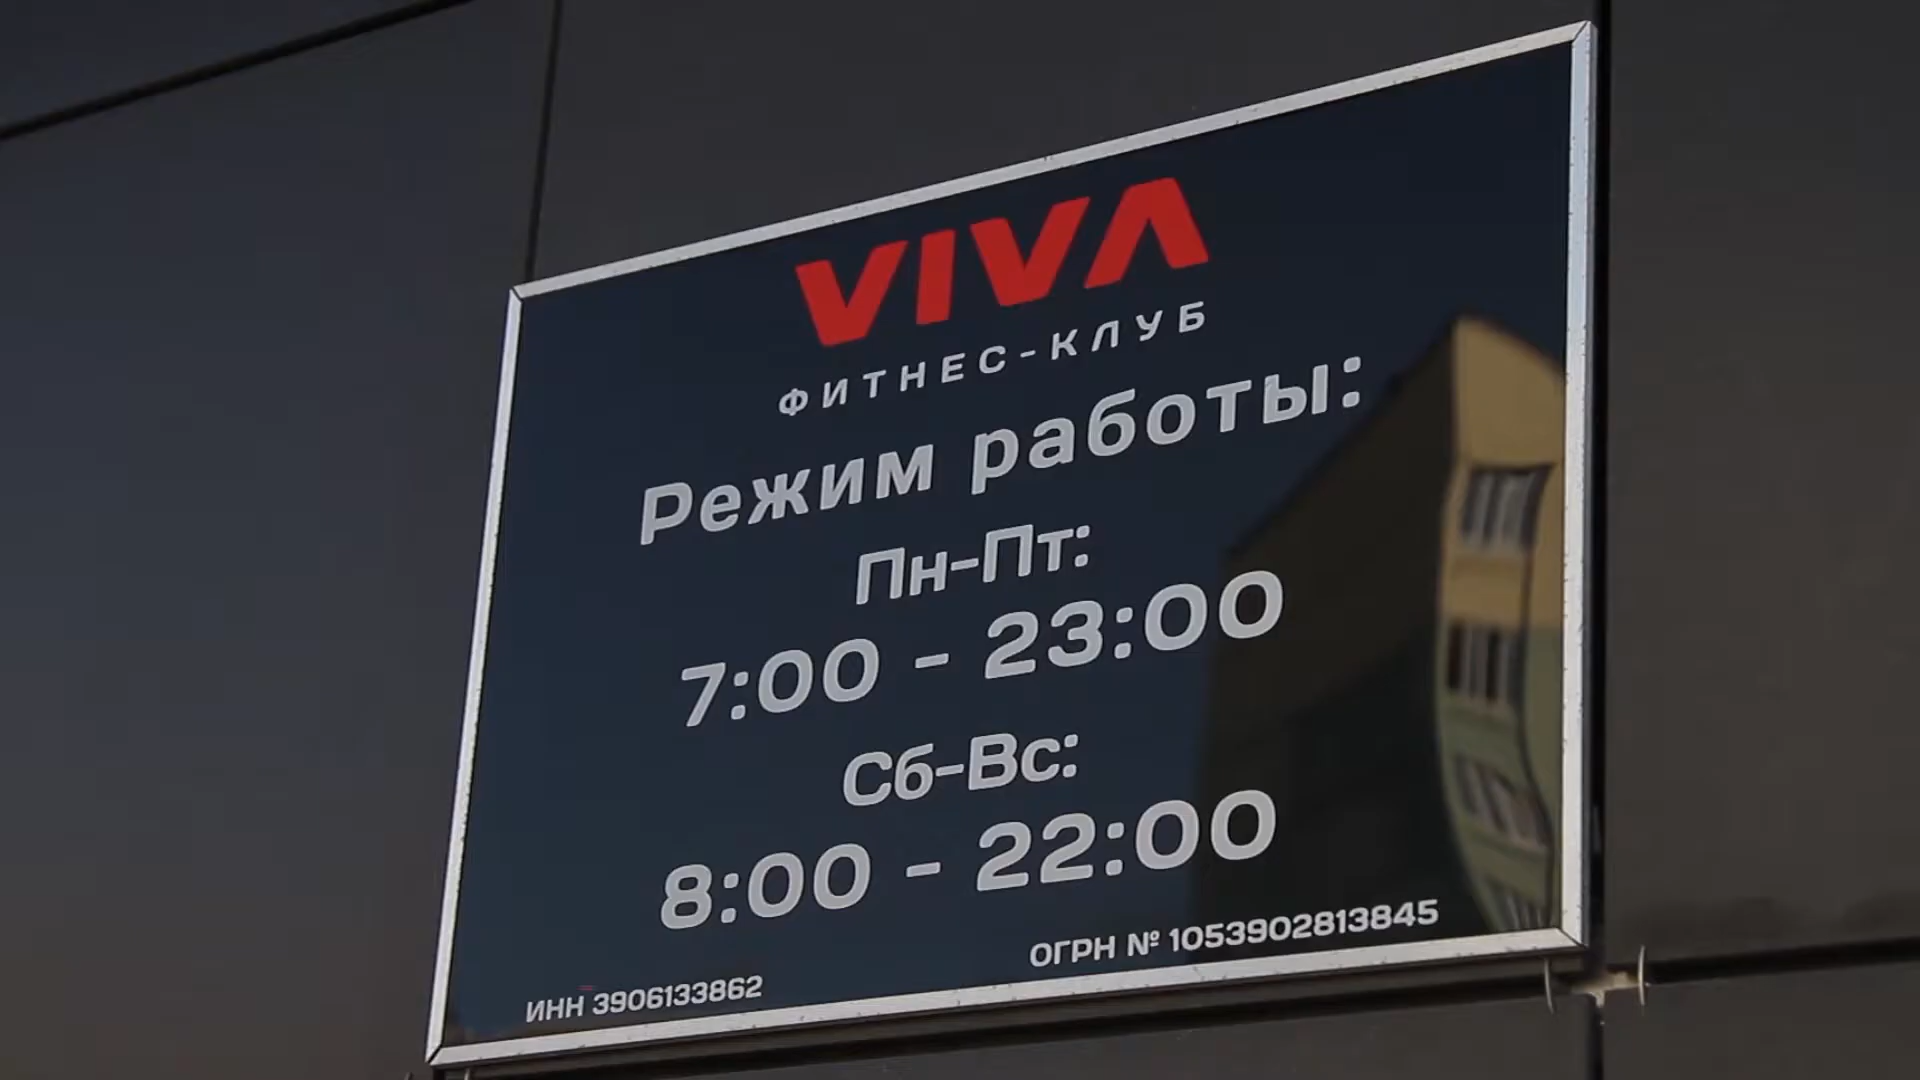 VIVA
ФИТНЕС-КЛУБ
Режим работы:
Пн-Пт:
7:00 - 23:00
Сб-Вс:
8:00 - 22:00
ИНН 3906133862
ОГРН № 1053902813845